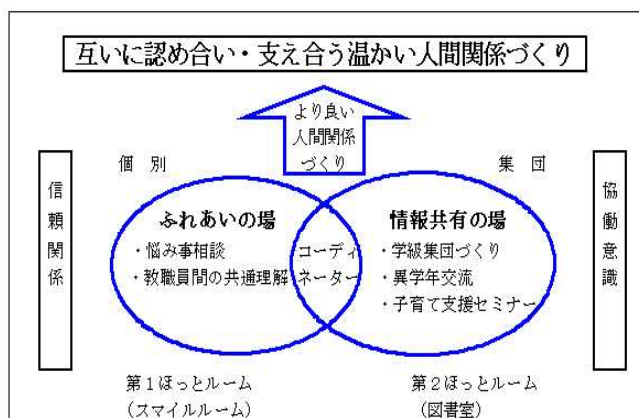 互いに認め合い・支え合う温かい人間関係づくり
より良い
人間関係
づくり
個別
集団
信頼関係
協働意識
ふれあいの場
・悩み事相談
・教職員間の共通理解
コーディ
ネーター
情報共有の場
・学級集団づくり
・異学年交流
・子育て支援セミナー
第1ほっとルーム
(スマイルルーム)
第2ほっとルーム
(図書室)